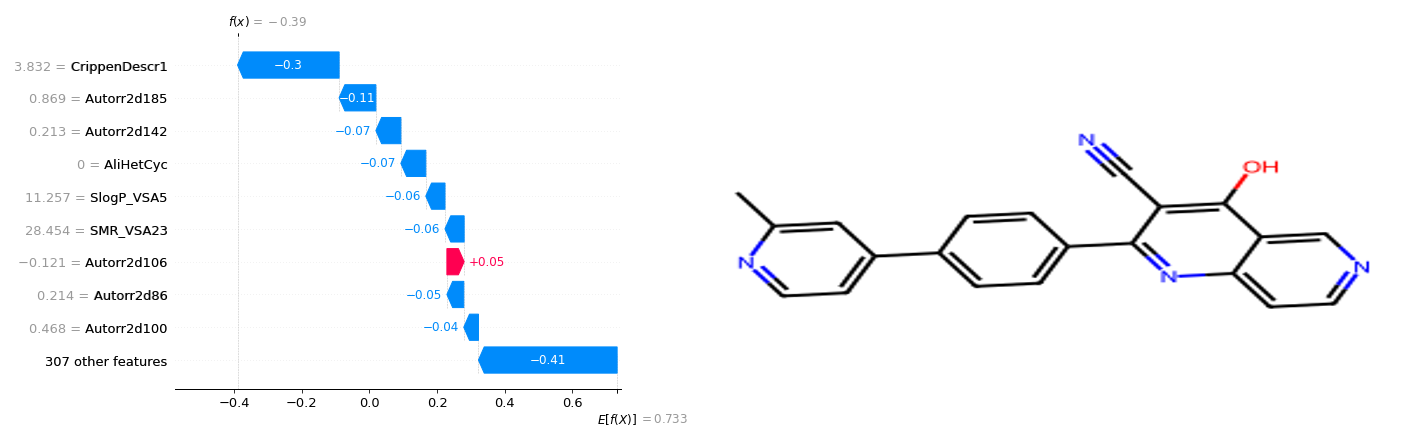 f(x) = −0.39
3.832 = CrippenDescr1
−0.3
0.869 = Autorr2d185
−0.11
0.213 = Autorr2d142
−0.07
0 = AliHetCyc
−0.07
11.257 = SlogP_VSA5
−0.06
28.454 = SMR_VSA23
−0.06
−0.121 = Autorr2d106
+0.05
0.214 = Autorr2d86
−0.05
0.468 = Autorr2d100
−0.04
307 other features
−0.41
−0.4 −0.2 0.0 0.2 0.4 0.6
E[f(X)] = 0.733
N
OH
N
N
N